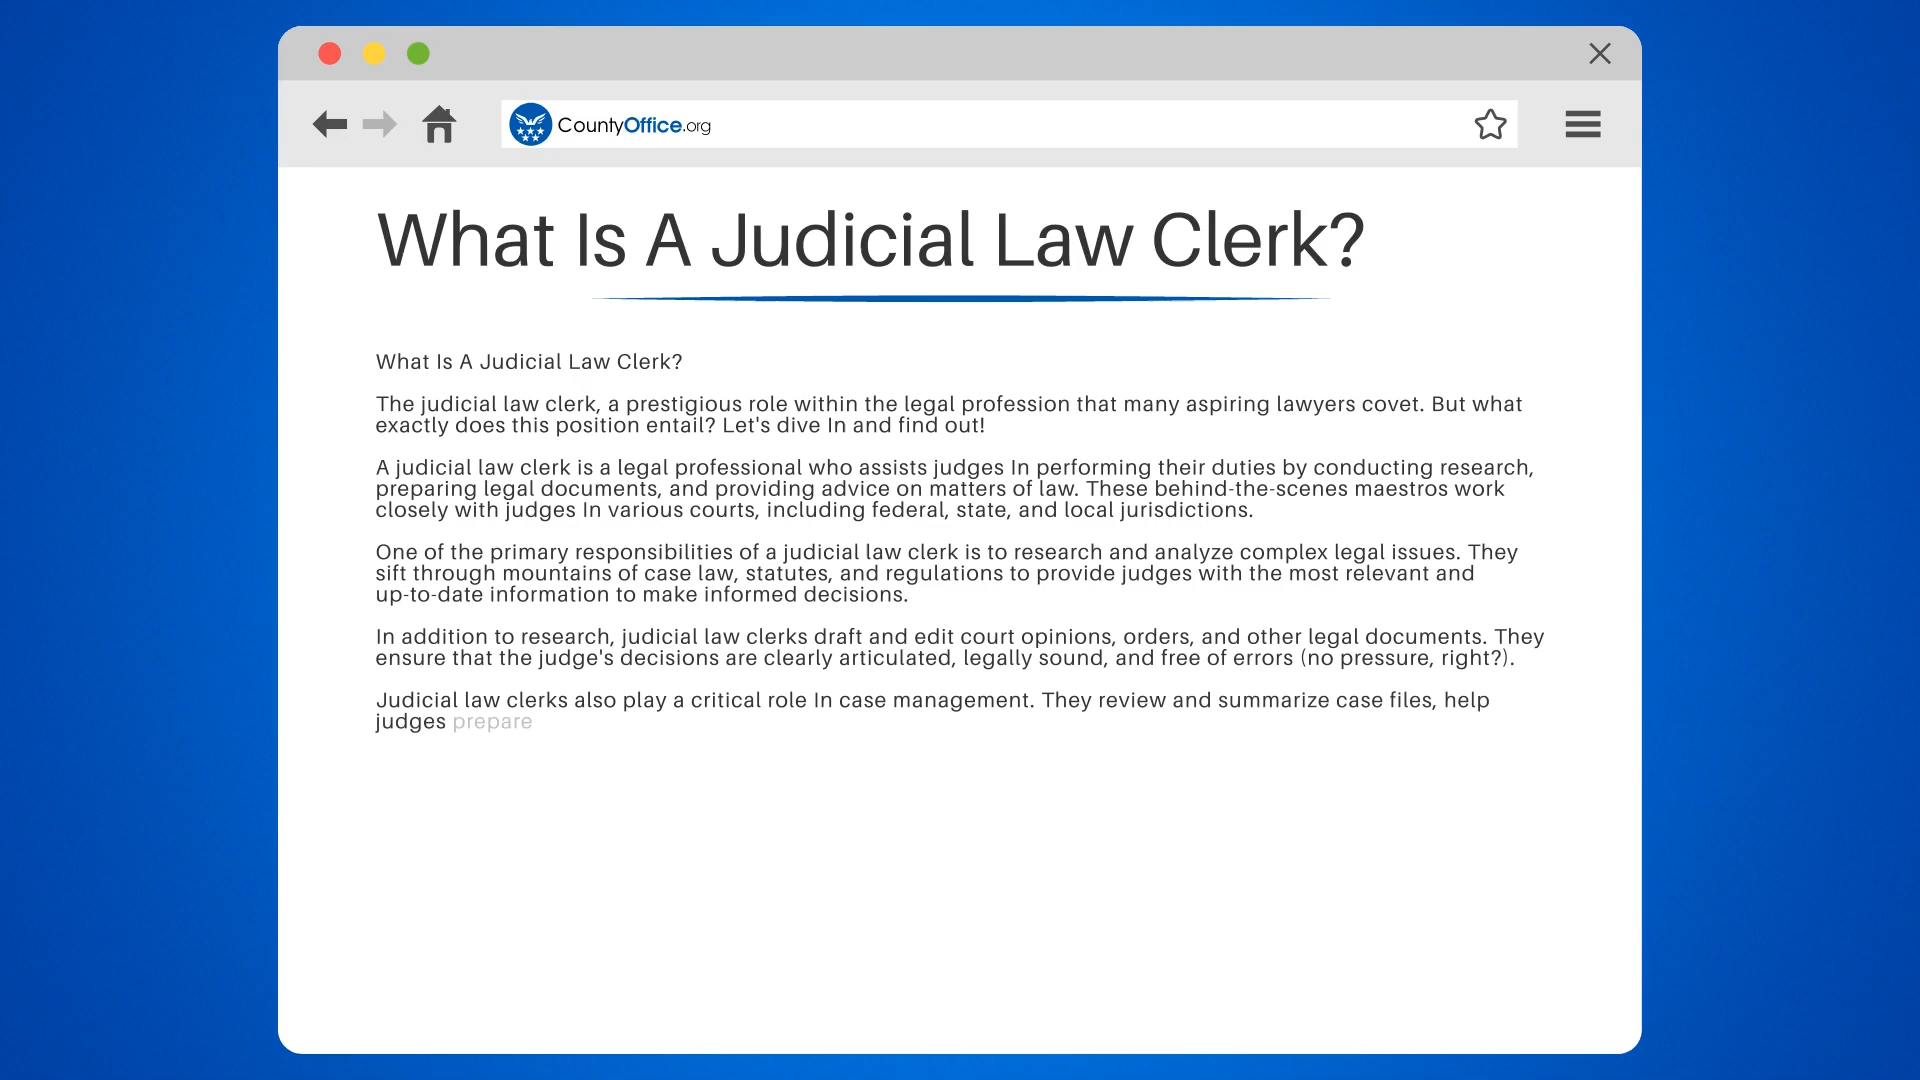 CountyOffice.org
What Is A Judicial Law Clerk?
What Is A Judicial Law Clerk?
The judicial law clerk, a prestigious role within the legal profession that many aspiring lawyers covet. But what
exactly does this position entail? Let's dive In and find out!
A judicial law clerk is a legal professional who assists judges In performing their duties by conducting research,
preparing legal documents, and providing advice on matters of law. These behind-the-scenes maestros work
closely with judges In various courts, including federal, state, and local jurisdictions.
One of the primary responsibilities of a judicial law clerk is to research and analyze complex legal issues. They
sift through mountains of case law, statutes, and regulations to provide judges with the most relevant and
up-to-date information to make informed decisions.
In addition to research, judicial law clerks draft and edit court opinions, orders, and other legal documents. They
ensure that the judge's decisions are clearly articulated, legally sound, and free of errors (no pressure, right?).
Judicial law clerks also play a critical role In case management. They review and summarize case files, help
judges prepare